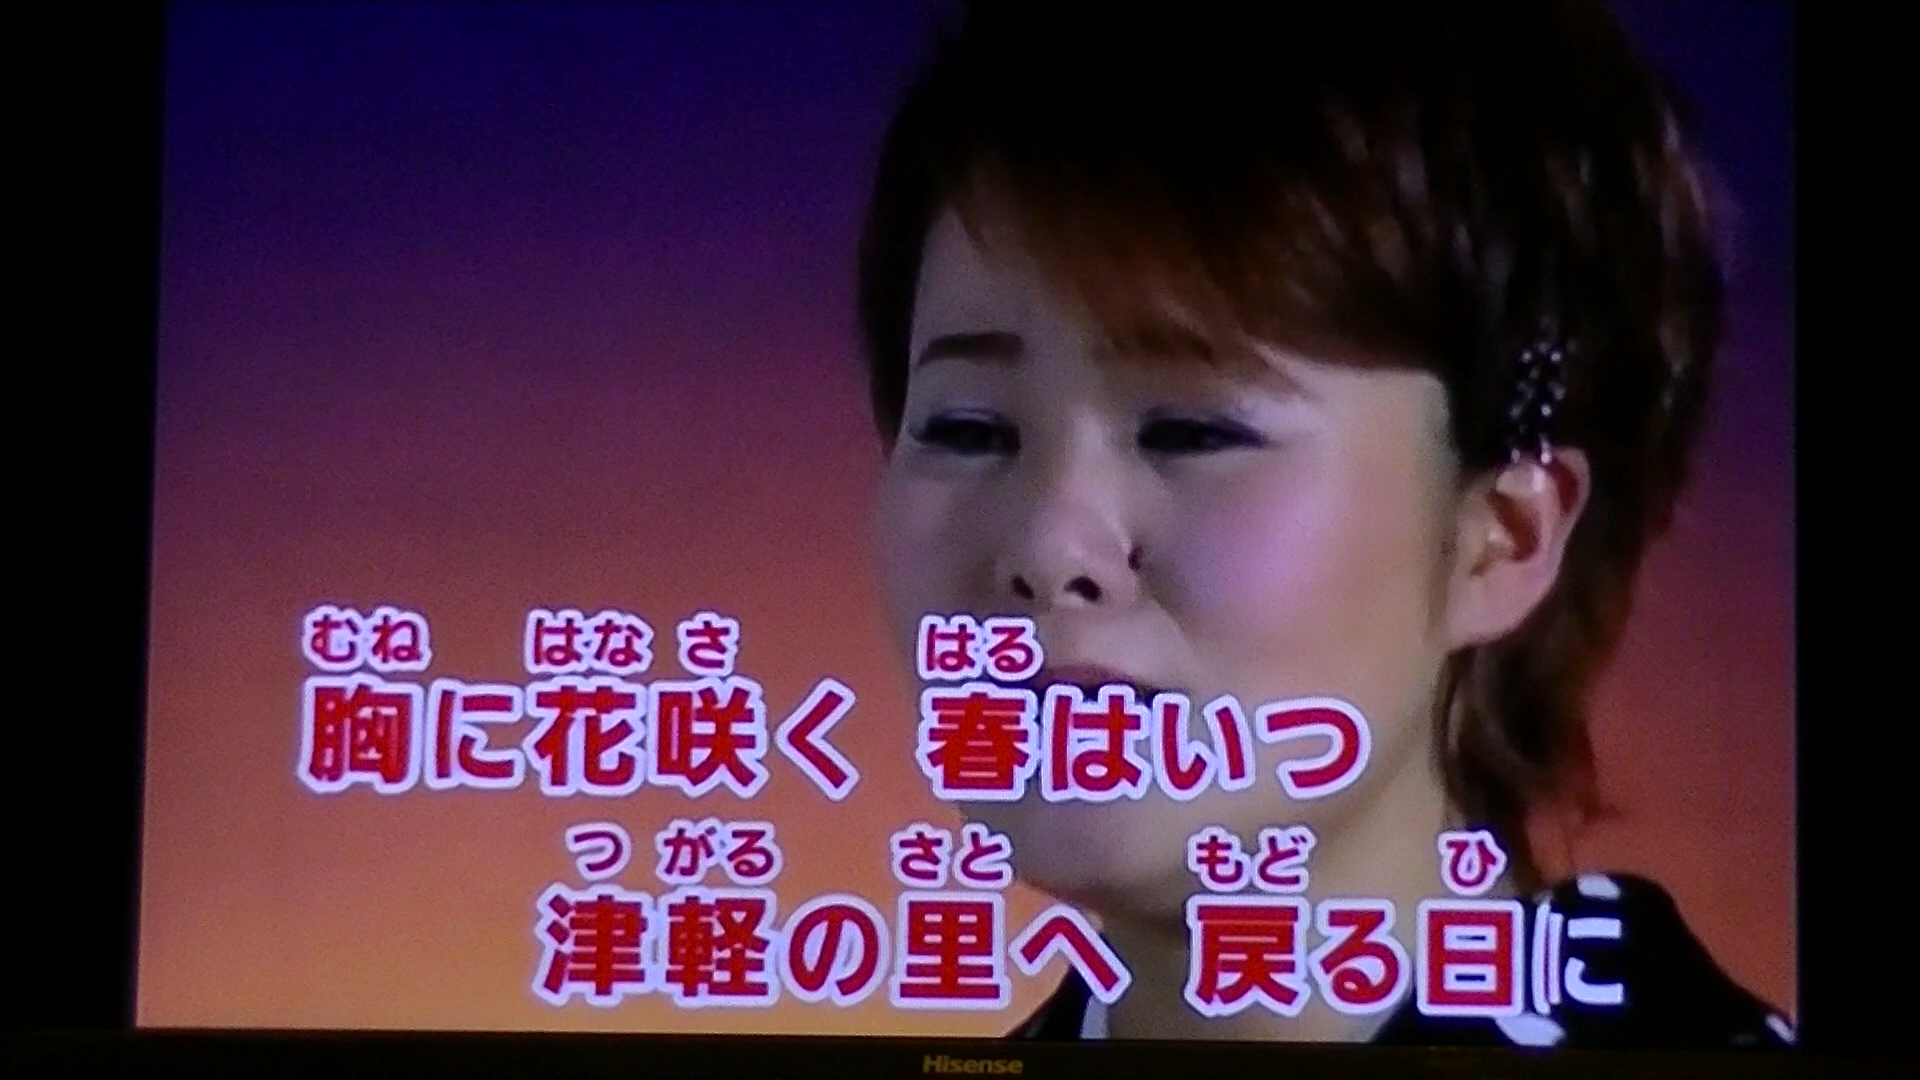 むね はな さ はる
胸に花咲く 春はいつ
つ がる さと もど ひ
津軽の里へ 戻る日に
Hisense